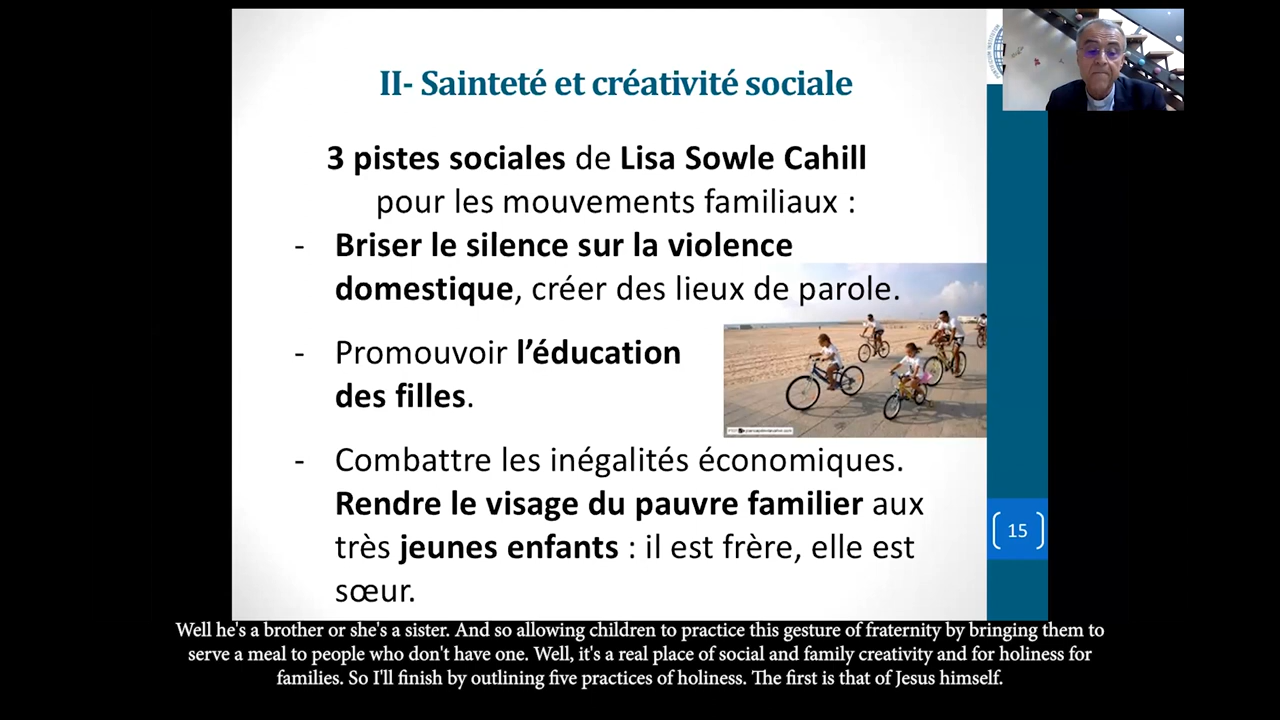 II- Sainteté et créativité sociale
3 pistes sociales de Lisa Sowle Cahill
pour les mouvements familiaux :
- Briser le silence sur la violence
domestique, créer des lieux de parole.
- Promouvoir l’éducation
des filles.
- Combattre les inégalités économiques.
Rendre le visage du pauvre familier aux
très jeunes enfants : il est frère, elle est
sœur.
15
Well he's a brother or she's a sister. And so allowing children to practice this gesture of fraternity by bringing them to
serve a meal to people who don't have one. Well, it's a real place of social and family creativity and for holiness for
families. So I'll finish by outlining five practices of holiness. The first is that of Jesus himself.